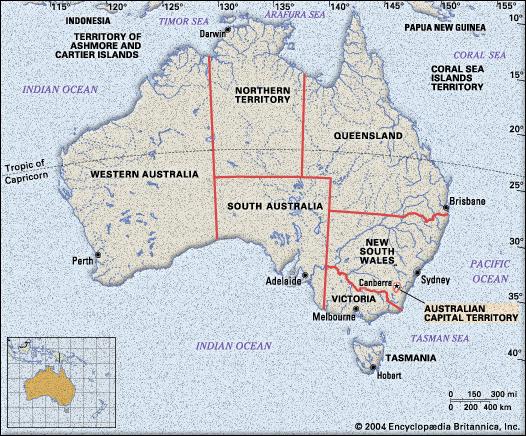 115°
120°
125°
130°
135°
140°
145°
150°
155°
10°
INDONESIA
TIMOR SEA
ARAFURA SEA
PAPUA NEW GUINEA
TERRITORY OF
ASHMORE AND
CARTIER ISLANDS
Darwin
CORAL SEA
CORAL SEA
ISLANDS
TERRITORY
15°
INDIAN OCEAN
NORTHERN
TERRITORY
QUEENSLAND
20°
Tropic of
Capricorn
WESTERN AUSTRALIA
25°
SOUTH AUSTRALIA
Brisbane
NEW
SOUTH
WALES
30°
Perth
Adelaide
Canberra
Sydney
PACIFIC
OCEAN
VICTORIA
Melbourne
35°
AUSTRALIAN
CAPITAL TERRITORY
INDIAN OCEAN
TASMAN SEA
40°
TASMANIA
Hobart
0 150 300 mi
0 200 400 km
© 2004 Encyclopædia Britannica, Inc.